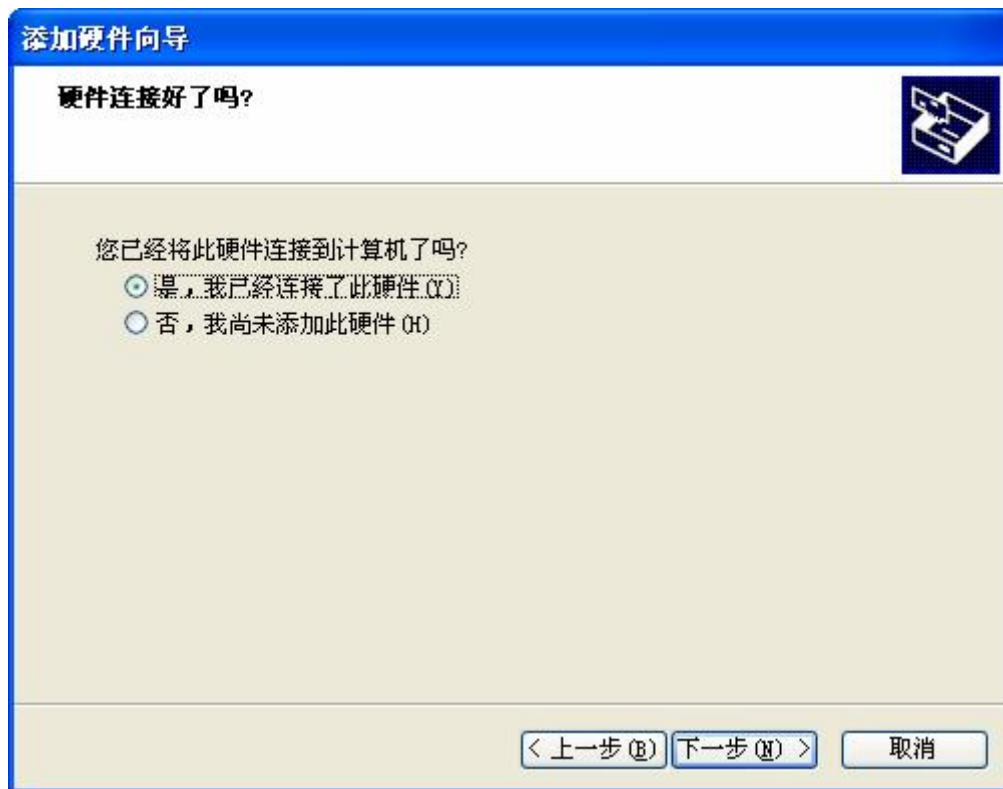 添加硬件向导
硬件连接好了吗?
您已经将此硬件连接到计算机了吗?
是，我已经连接了此硬件(Y)
否，我尚未添加此硬件(H)
< 上一步(B) 下一步(N) > 取消